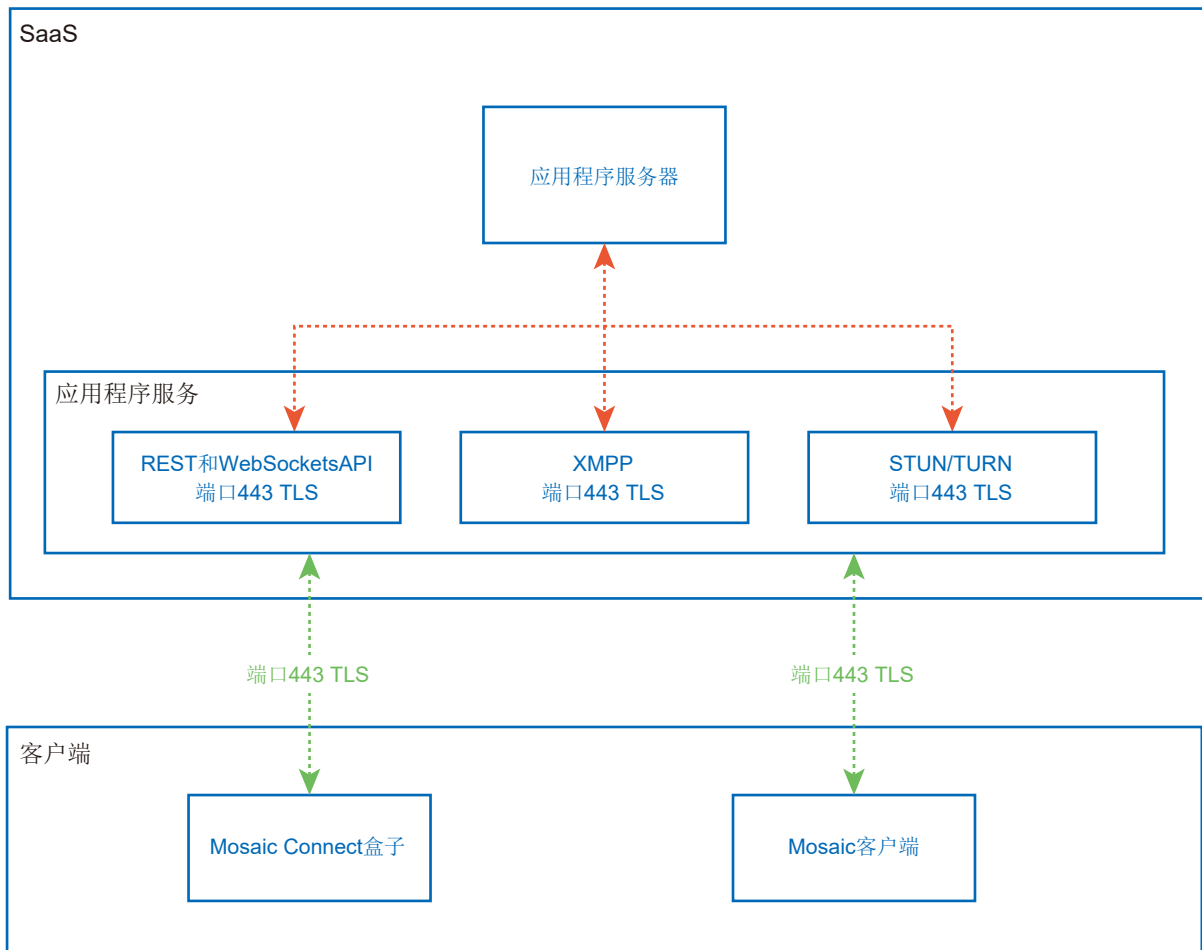 SaaS
应用程序服务器
应用程序服务
REST和WebSocketsAPI
端口443 TLS
XMPP
端口443 TLS
STUN/TURN
端口443 TLS
端口443 TLS
端口443 TLS
客户端
Mosaic Connect盒子
Mosaic客户端